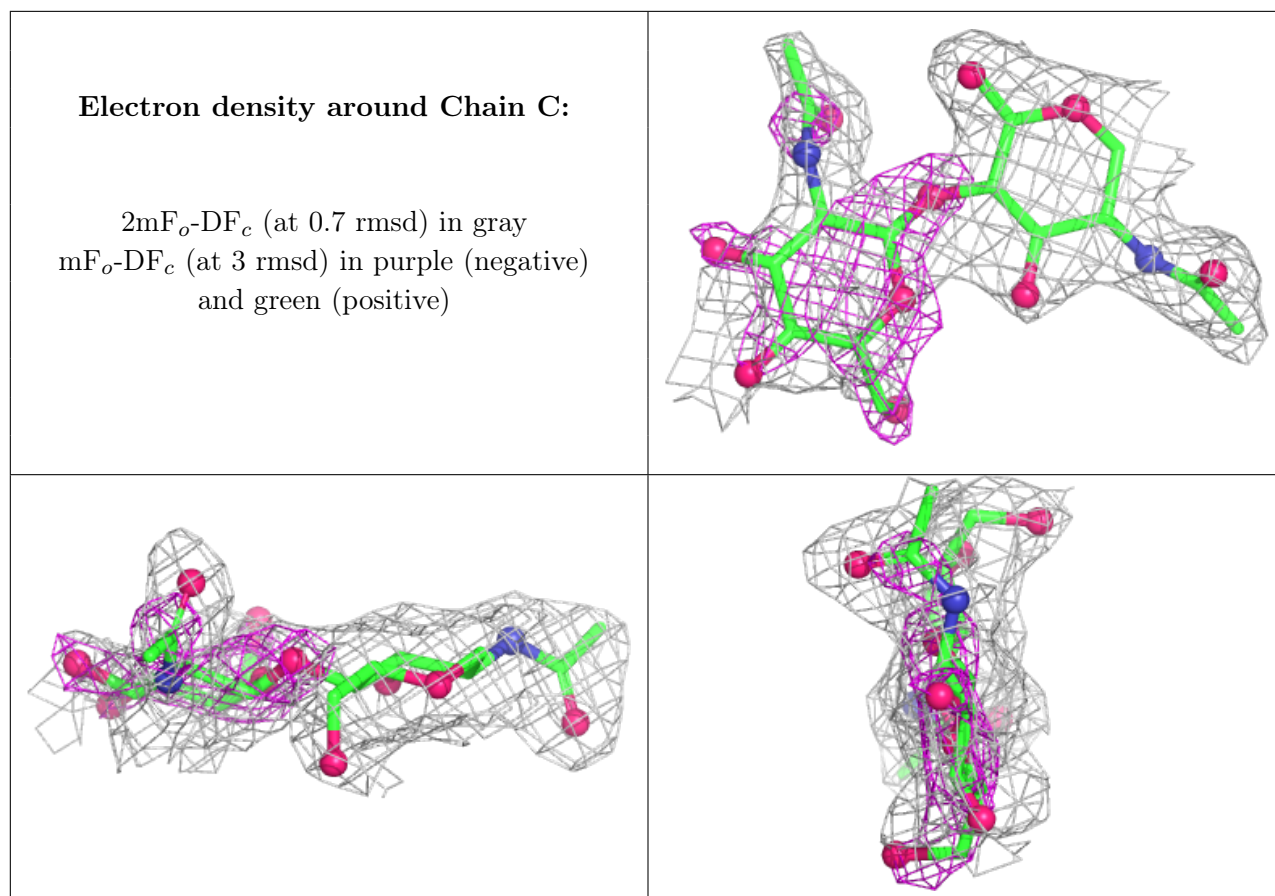 Electron density around Chain C:
2mFo-DFc (at 0.7 rmsd) in gray
mFo-DFc (at 3 rmsd) in purple (negative)
and green (positive)